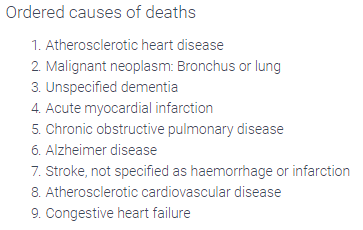 Ordered causes of deaths
1. Atherosclerotic heart disease
2. Malignant neoplasm: Bronchus or lung
3. Unspecified dementia
4. Acute myocardial infarction
5. Chronic obstructive pulmonary disease
6. Alzheimer disease
7. Stroke, not specified as haemorrhage or infarction
8. Atherosclerotic cardiovascular disease
9. Congestive heart failure